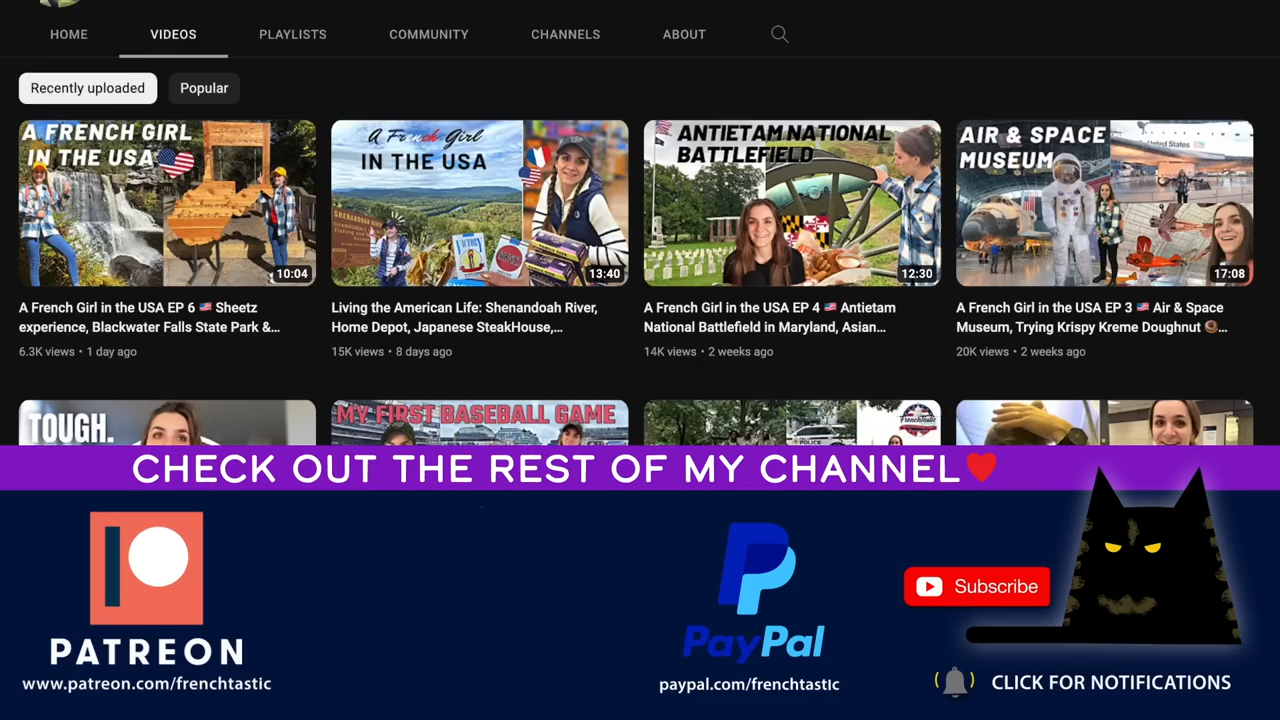 HOME VIDEOS PLAYLISTS COMMUNITY CHANNELS ABOUT
Recently uploaded Popular
A FRENCH GIRL
IN THE USA
10:04
A French Girl
IN THE USA
SHENANDOAH
VICTORY
13:40
ANTIETAM NATIONAL
BATTLEFIELD
12:30
AIR & SPACE
MUSEUM
United States
17:08
A French Girl in the USA EP 6 🇺🇸 Sheetz
experience, Blackwater Falls State Park &...
6.3K views • 1 day ago
Living the American Life: Shenandoah River,
Home Depot, Japanese SteakHouse,...
15K views • 8 days ago
A French Girl in the USA EP 4 🇺🇸 Antietam
National Battlefield in Maryland, Asian...
14K views • 2 weeks ago
A French Girl in the USA EP 3 🇺🇸 Air & Space
Museum, Trying Krispy Kreme Doughnut 🍩...
20K views • 2 weeks ago
TOUGH.
MY FIRST BASEBALL GAME
POLICE
Frenchtastic
CHECK OUT THE REST OF MY CHANNEL❤
PATREON
www.patreon.com/frenchtastic
PayPal
paypal.com/frenchtastic
Subscribe
CLICK FOR NOTIFICATIONS